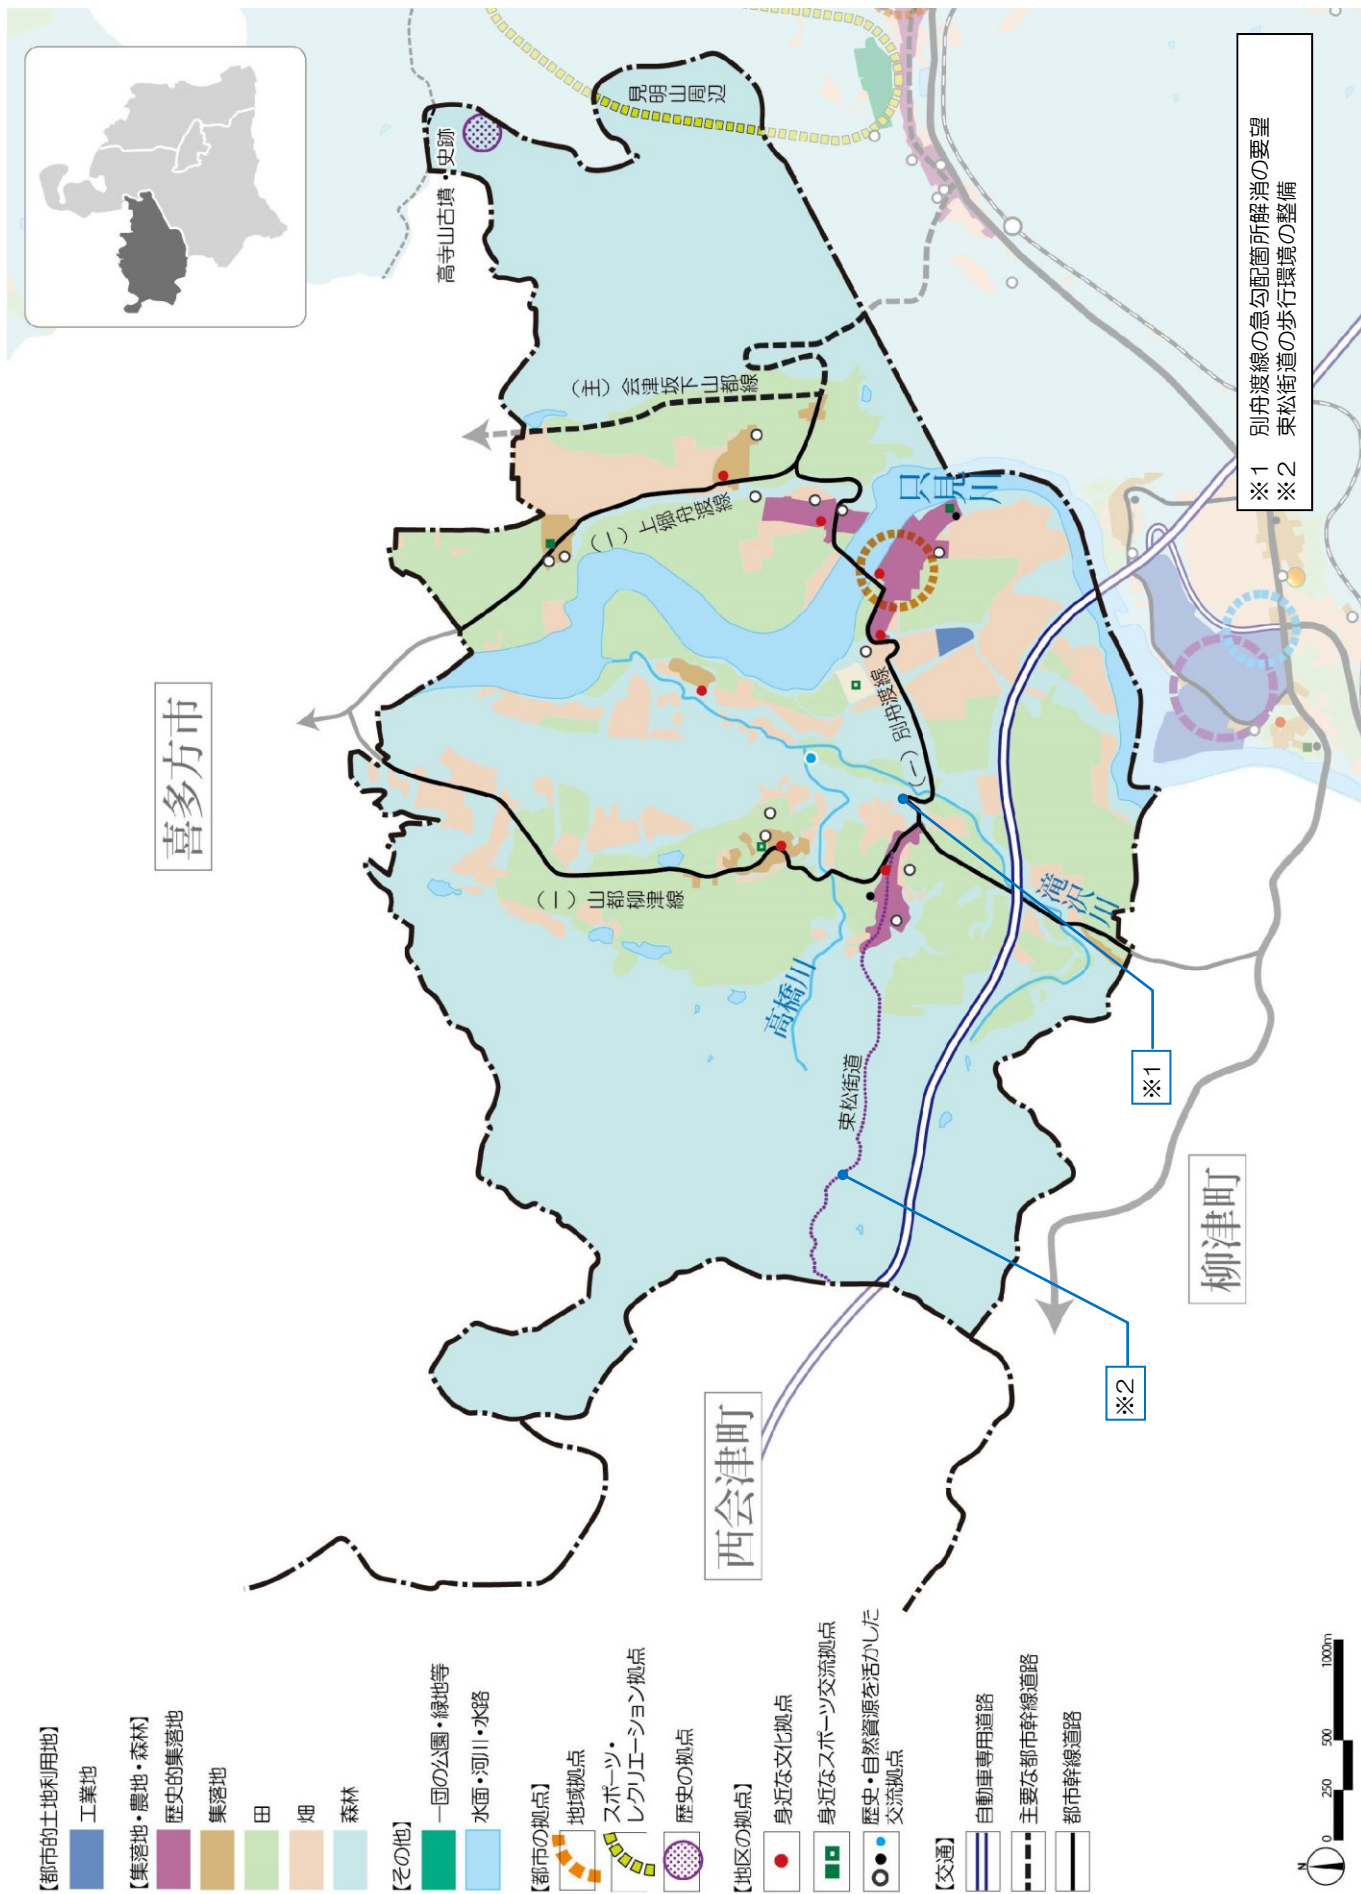 【都市的土地利用地】
工業地
【集落地・農地・森林】
歴史的集落地
集落地
田
畑
森林
【その他】
一団の公園・緑地等
水面・河川・水路
【都市の拠点】
地域拠点
スポーツ・
レクリエーション拠点
歴史の拠点
【地区の拠点】
身近な文化拠点
身近なスポーツ交流拠点
歴史・自然資源を活かした
交流拠点
【交通】
自動車専用道路
主要な都市幹線道路
都市幹線道路
N
0 250 500 1000m
喜多方市
西会津町
柳津町
高寺山古墳・史跡
見明山周辺
（主）会津坂下山都線
（一）上郷舟渡線
只見川
（一）別舟渡線
（一）山都柳津線
高橋川
滝沢川
束松街道
※1
※2
※1 別舟渡線の急勾配箇所解消の要望
※2 束松街道の歩行環境の整備